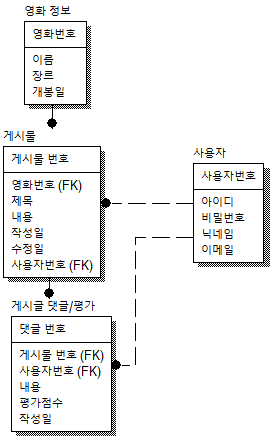 영화 정보
영화번호
이름
장르
개봉일
게시물
게시물 번호
영화번호 (FK)
제목
내용
작성일
수정일
사용자번호 (FK)
사용자
사용자번호
아이디
비밀번호
닉네임
이메일
게시글 댓글/평가
댓글 번호
게시물 번호 (FK)
사용자번호 (FK)
내용
평가점수
작성일